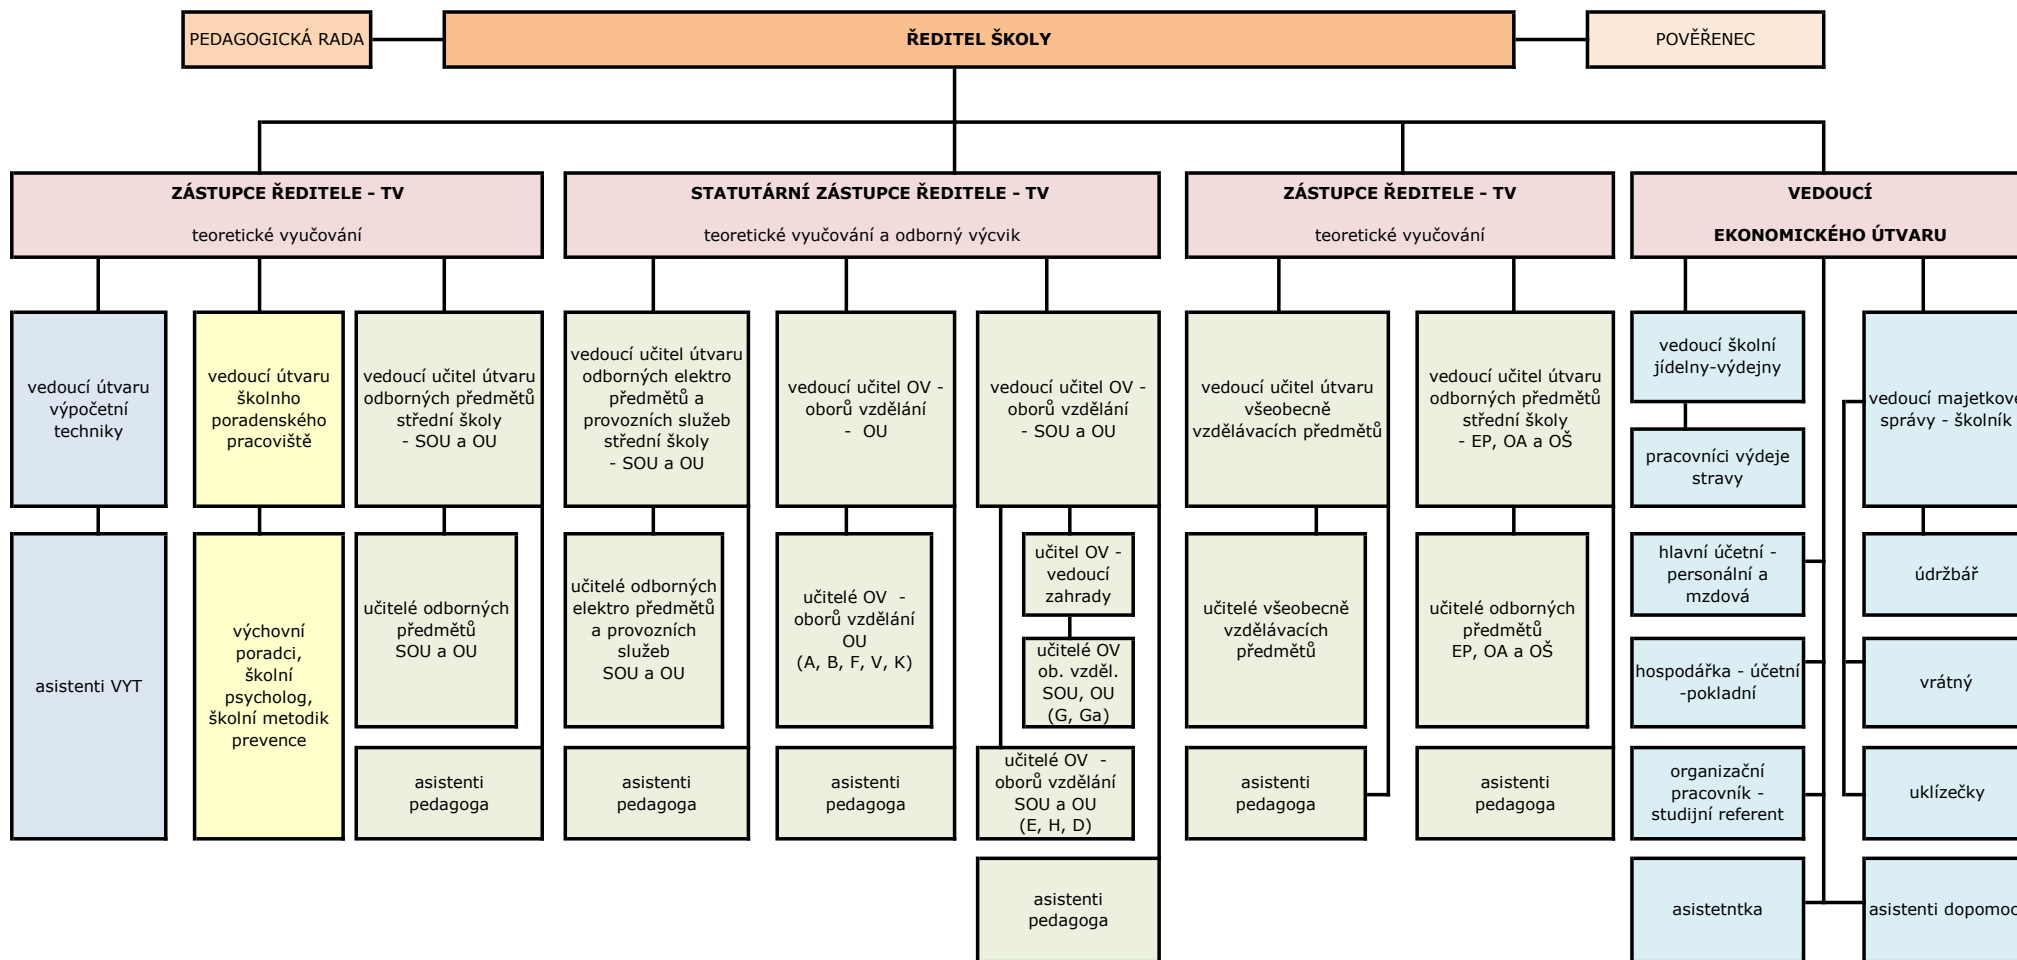 PEDAGOGICKÁ RADA
ŘEDITEL ŠKOLY
POVĚŘENEC
ZÁSTUPCE ŘEDITELE - TV
teoretické vyučování
STATUTÁRNÍ ZÁSTUPCE ŘEDITELE - TV
teoretické vyučování a odborný výcvik
ZÁSTUPCE ŘEDITELE - TV
teoretické vyučování
VEDOUCÍ
EKONOMICKÉHO ÚTVARU
vedoucí útvaru
výpočetní
techniky
vedoucí útvaru
školnho
poradenského
pracoviště
vedoucí učitel útvaru
odborných předmětů
střední školy
- SOU a OU
vedoucí učitel útvaru
odborných elektro
předmětů a
provozních služeb
střední školy
- SOU a OU
vedoucí učitel OV -
oborů vzdělání
- OU
vedoucí učitel OV -
oborů vzdělání
- SOU a OU
vedoucí učitel útvaru
všeobecně
vzdělávacích předmětů
vedoucí učitel útvaru
odborných předmětů
střední školy
- EP, OA a OŠ
vedoucí školní
jídelny-výdejny
pracovníci výdeje
stravy
vedoucí majetkové
správy - školník
asistenti VYT
výchovní
poradci,
školní
psycholog,
školní metodik
prevence
učitelé odborných
předmětů
SOU a OU
učitelé odborných
elektro předmětů
a provozních
služeb
SOU a OU
učitelé OV -
oborů vzdělání
OU
(A, B, F, V, K)
učitel OV -
vedoucí
zahrady
učitelé OV
ob. vzděl.
SOU, OU
(G, Ga)
učitelé všeobecně
vzdělávacích
předmětů
učitelé odborných
předmětů
EP, OA a OŠ
hlavní účetní -
personální a
mzdová
údržbář
hospodářka - účetní
-pokladní
vrátný
asistenti
pedagoga
asistenti
pedagoga
asistenti
pedagoga
učitelé OV -
oborů vzdělání
SOU a OU
(E, H, D)
asistenti
pedagoga
asistenti
pedagoga
organizační
pracovník -
studijní referent
uklízečky
asistenti
pedagoga
asistetntka
asistenti dopomoc